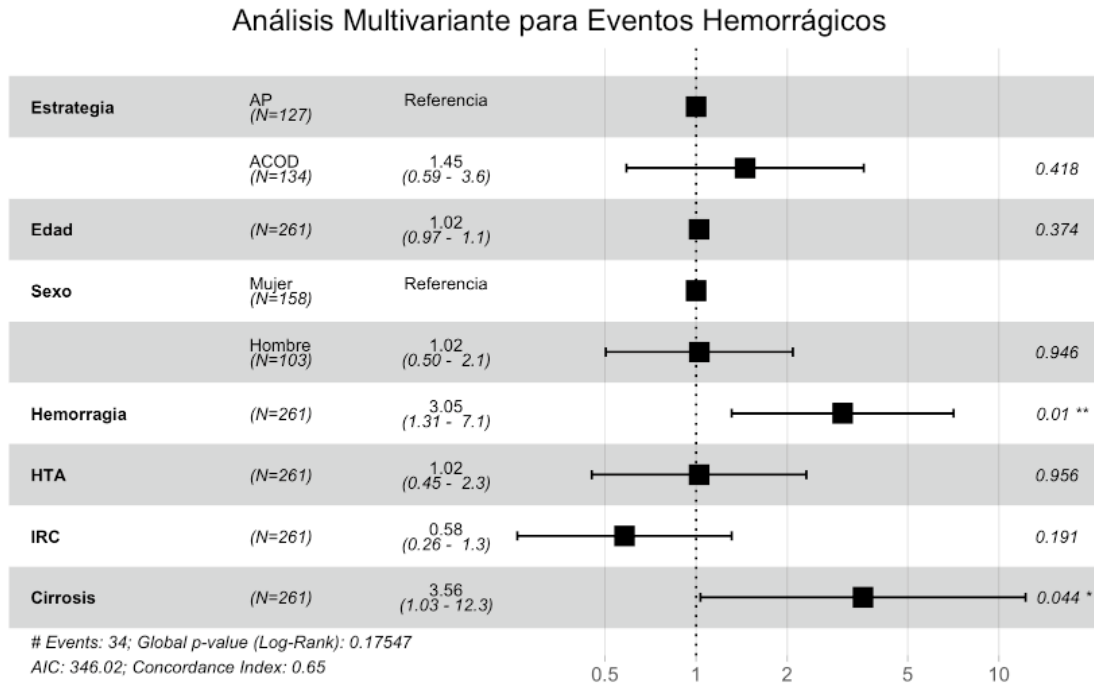 Análisis Multivariante para Eventos Hemorrágicos
Estrategia AP Referencia
(N=127)
ACOD 1.45
(N=134) (0.59 - 3.6) 0.418
Edad (N=261) 1.02 0.374
(0.97 - 1.1)
Sexo Mujer Referencia
(N=158)
Hombre 1.02
(N=103) (0.50 - 2.1) 0.946
Hemorragia (N=261) 3.05 0.01 **
(1.31 - 7.1)
HTA (N=261) 1.02 0.956
(0.45 - 2.3)
IRC (N=261) 0.58 0.191
(0.26 - 1.3)
Cirrosis (N=261) 3.56 0.044 *
(1.03 - 12.3)
# Events: 34; Global p-value (Log-Rank): 0.17547
AIC: 346.02; Concordance Index: 0.65
0.5 1 2 5 10